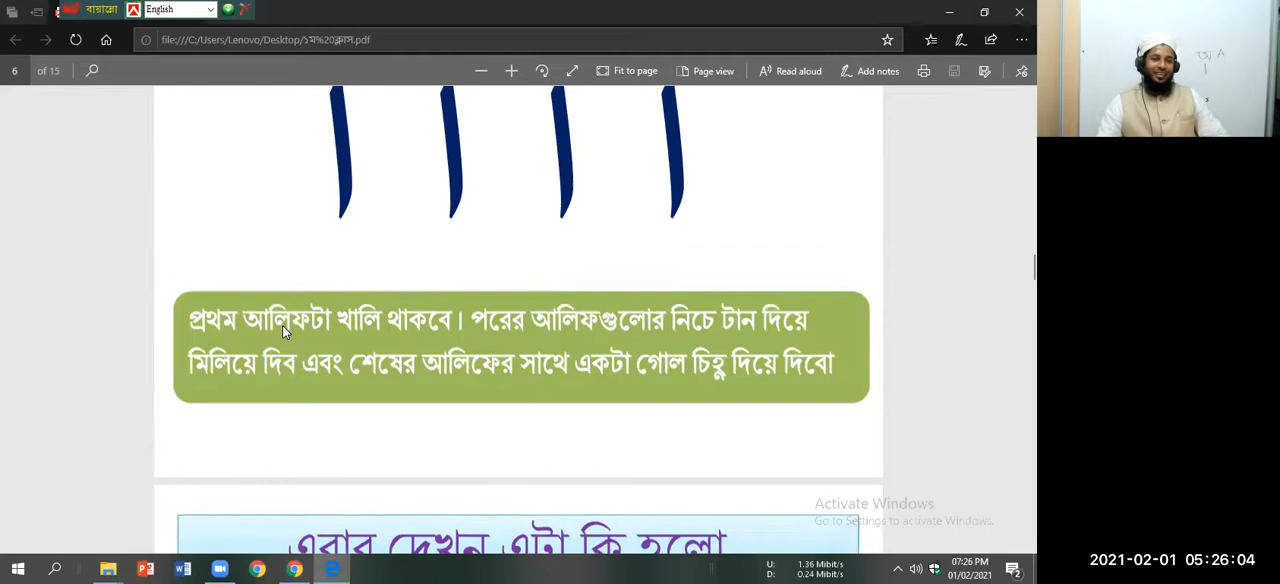 বায়ান্নো
English
file:///C:/Users/Lenovo/Desktop/১ম%20ক্লাস.pdf
6 of 15
Fit to page
Page view
Read aloud
Add notes
ا ا ا ا
প্রথম আলিফটা খালি থাকবে। পরের আলিফগুলোর নিচে টান দিয়ে
মিলিয়ে দিব এবং শেষের আলিফের সাথে একটা গোল চিহ্ণ দিয়ে দিবো
এবার দেখুন এটা কি হলো
Activate Windows
Go to Settings to activate Windows.
U: 1.36 Mibit/s
D: 0.24 Mibit/s
07:26 PM
01/02/2021
2
2021-02-01 05:26:04
অ A